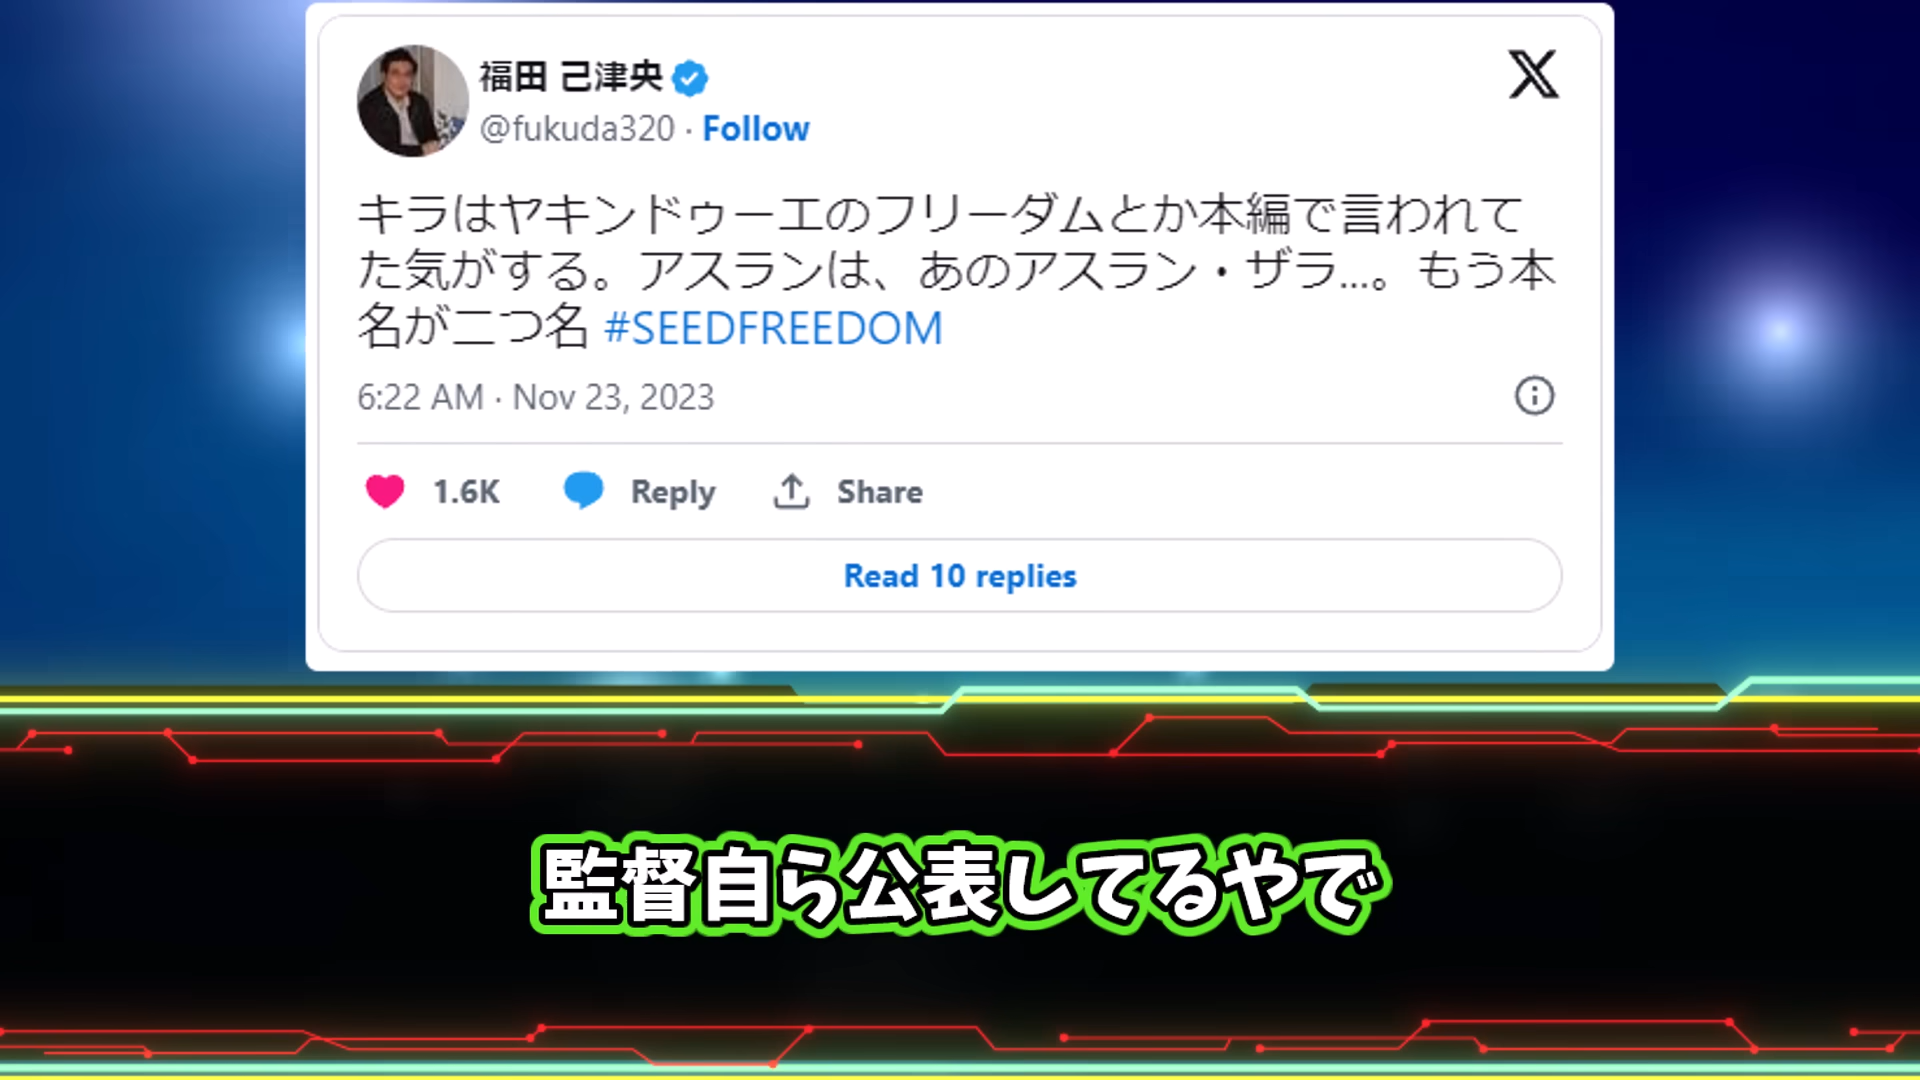 福田 己津央
@fukuda320 · Follow
キラはヤキンドゥーエのフリーダムとか本編で言われて
た気がする。アスランは、あのアスラン・ザラ...。もう本
名が二つ名 #SEEDFREEDOM
6:22 AM · Nov 23, 2023
1.6K Reply Share
Read 10 replies
監督自ら公表してるやで